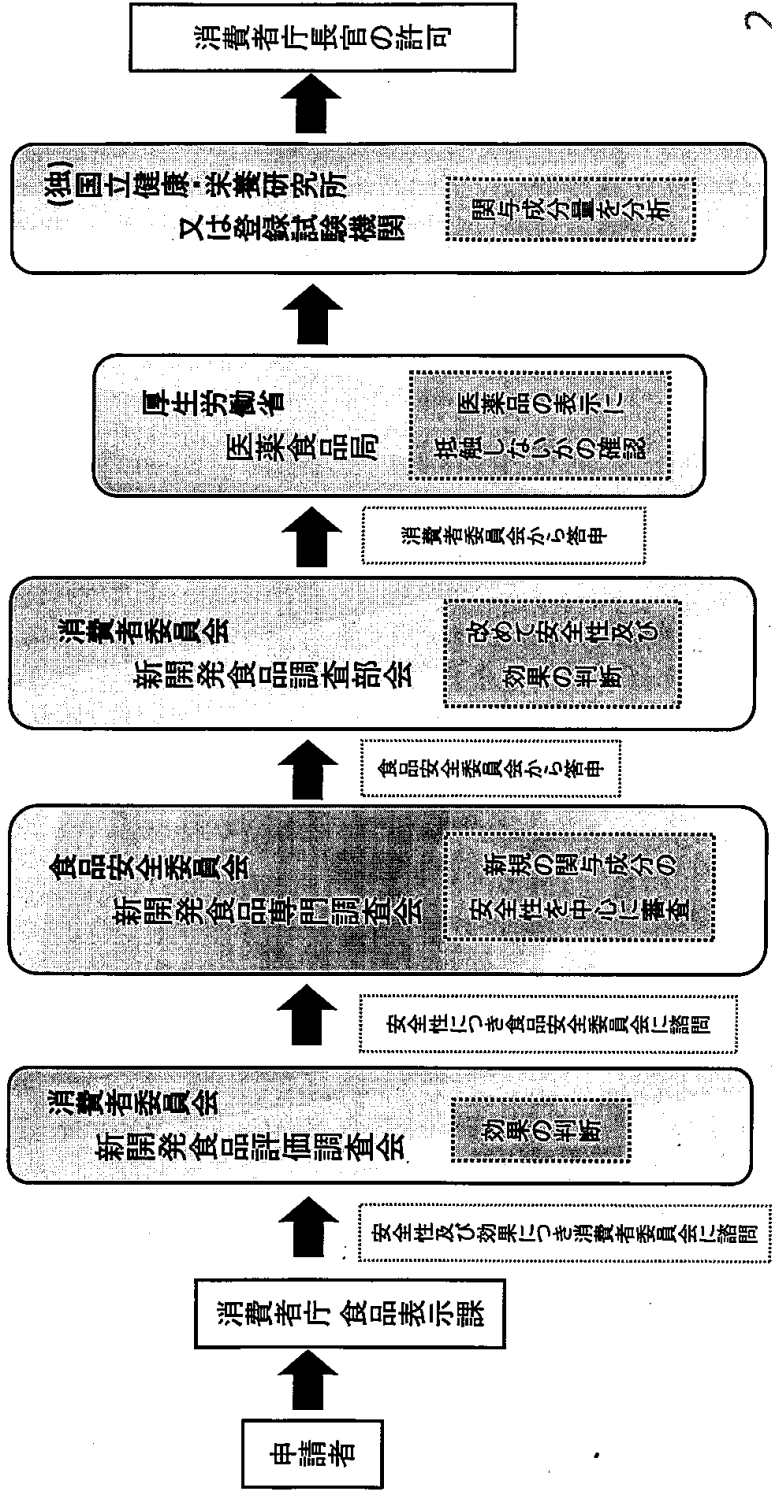 申請者
消費者庁 食品表示課
安全性及び効果につき消費者委員会に諮問
消費者委員会
新開発食品評価調査会
効果の判断
安全性につき食品安全委員会に諮問
食品安全委員会
新開発食品専門調査会
新規の関与成分の
安全性を中心に審査
食品安全委員会から答申
消費者委員会
新開発食品調査部会
改めて安全性及び
効果の判断
消費者委員会から答申
厚生労働省
医薬食品局
医薬品の表示に
抵触しないかの確認
(独)国立健康・栄養研究所
又は登録試験機関
関与成分量を分析
消費者庁長官の許可
2